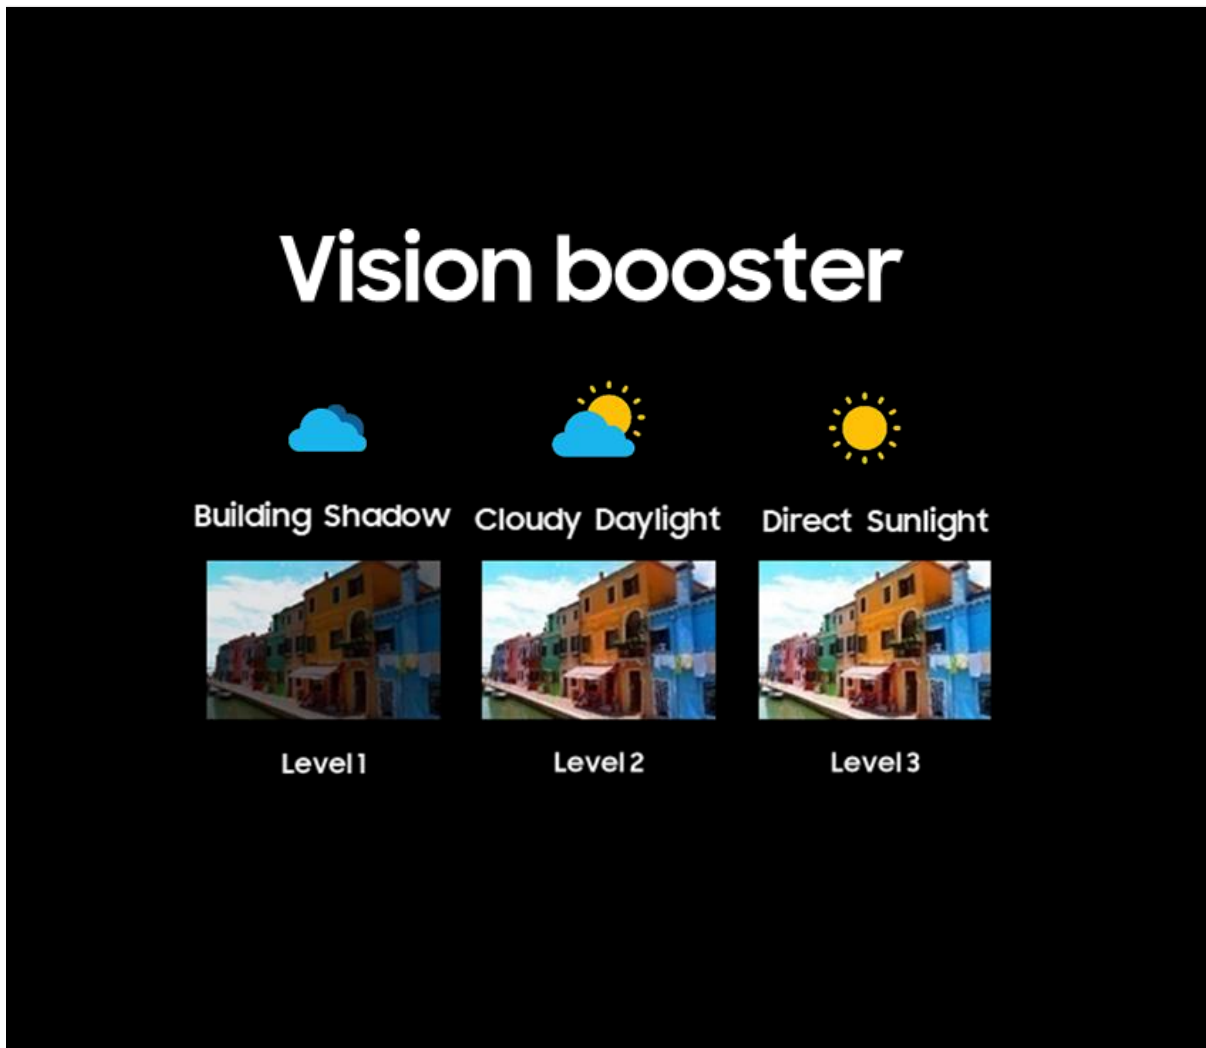 Vision booster
Building Shadow
Cloudy Daylight
Direct Sunlight
Level 1
Level 2
Level 3